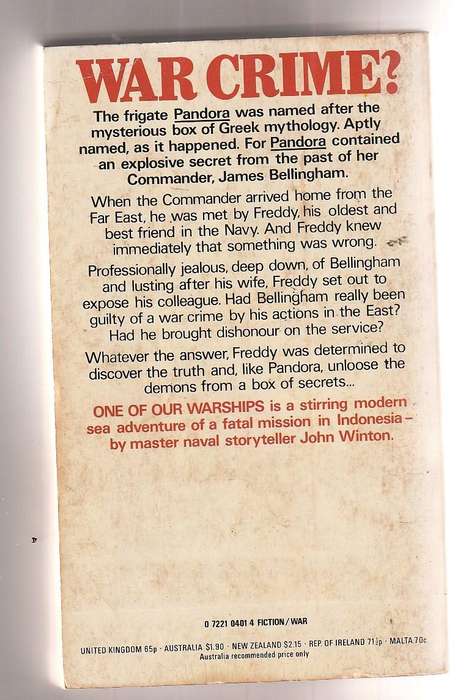 WAR CRIME?
The frigate Pandora was named after the
mysterious box of Greek mythology. Aptly
named, as it happened. For Pandora contained
an explosive secret from the past of her
Commander, James Bellingham.
When the Commander arrived home from the
Far East, he was met by Freddy, his oldest and
best friend in the Navy. And Freddy knew
immediately that something was wrong.
Professionally jealous, deep down, of Bellingham
and lusting after his wife, Freddy set out to
expose his colleague. Had Bellingham really been
guilty of a war crime by his actions in the East?
Had he brought dishonour on the service?
Whatever the answer, Freddy was determined to
discover the truth and, like Pandora, unloose the
demons from a box of secrets...
ONE OF OUR WARSHIPS is a stirring modern
sea adventure of a fatal mission in Indonesia –
by master naval storyteller John Winton.
0 7221 0401 4 FICTION/WAR
UNITED KINGDOM 65p · AUSTRALIA $1.90 · NEW ZEALAND $2.15 · REP. OF IRELAND 71½p · MALTA 70c
Australia recommended price only